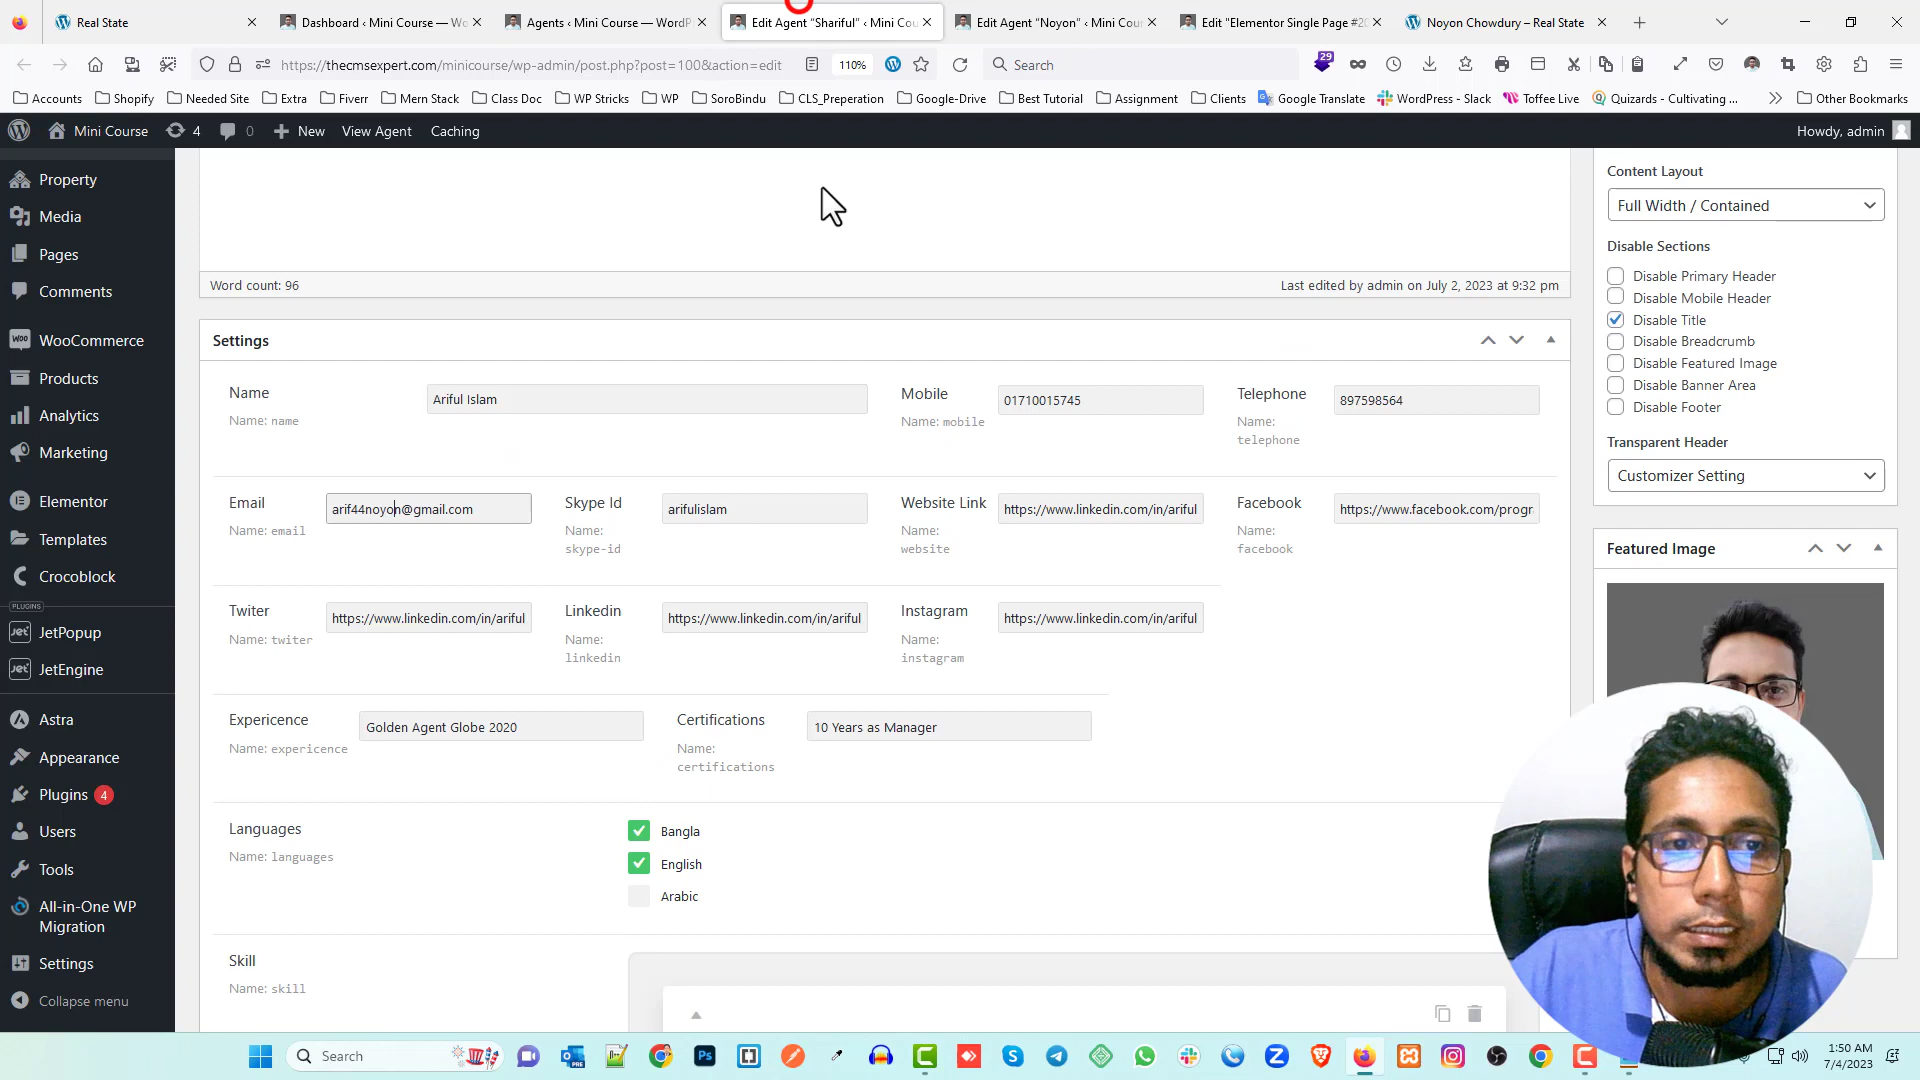 Real State
Dashboard ‹ Mini Course — Wo
Agents ‹ Mini Course — WordP
Edit Agent “Shariful” ‹ Mini Cou
Edit Agent “Noyon” ‹ Mini Cou
Edit "Elementor Single Page #20
Noyon Chowdury – Real State
https://thecmsexpert.com/minicourse/wp-admin/post.php?post=100&action=edit
110%
Search
29
Accounts
Shopify
Needed Site
Extra
Fiverr
Mern Stack
Class Doc
WP Stricks
WP
SoroBindu
CLS_Preperation
Google-Drive
Best Tutorial
Assignment
Clients
Google Translate
WordPress - Slack
Toffee Live
Quizards - Cultivating ...
Other Bookmarks
Mini Course
4
0
New
View Agent
Caching
Howdy, admin
Property
Media
Pages
Comments
WooCommerce
Products
Analytics
Marketing
Elementor
Templates
Crocoblock
PLUGINS
JetPopup
JetEngine
Astra
Appearance
Plugins 4
Users
Tools
All-in-One WP
Migration
Settings
Collapse menu
Word count: 96
Last edited by admin on July 2, 2023 at 9:32 pm
Settings
Name
Name: name
Ariful Islam
Mobile
Name: mobile
01710015745
Telephone
Name:
telephone
897598564
Email
Name: email
arif44noyon@gmail.com
Skype Id
Name:
skype-id
arifulislam
Website Link
Name:
website
https://www.linkedin.com/in/ariful
Facebook
Name:
facebook
https://www.facebook.com/progr
Twiter
Name: twiter
https://www.linkedin.com/in/ariful
Linkedin
Name:
linkedin
https://www.linkedin.com/in/ariful
Instagram
Name:
instagram
https://www.linkedin.com/in/ariful
Expericence
Name: expericence
Golden Agent Globe 2020
Certifications
Name:
certifications
10 Years as Manager
Languages
Name: languages
Bangla
English
Arabic
Skill
Name: skill
Content Layout
Full Width / Contained
Disable Sections
Disable Primary Header
Disable Mobile Header
Disable Title
Disable Breadcrumb
Disable Featured Image
Disable Banner Area
Disable Footer
Transparent Header
Customizer Setting
Featured Image
Search
1:50 AM
7/4/2023